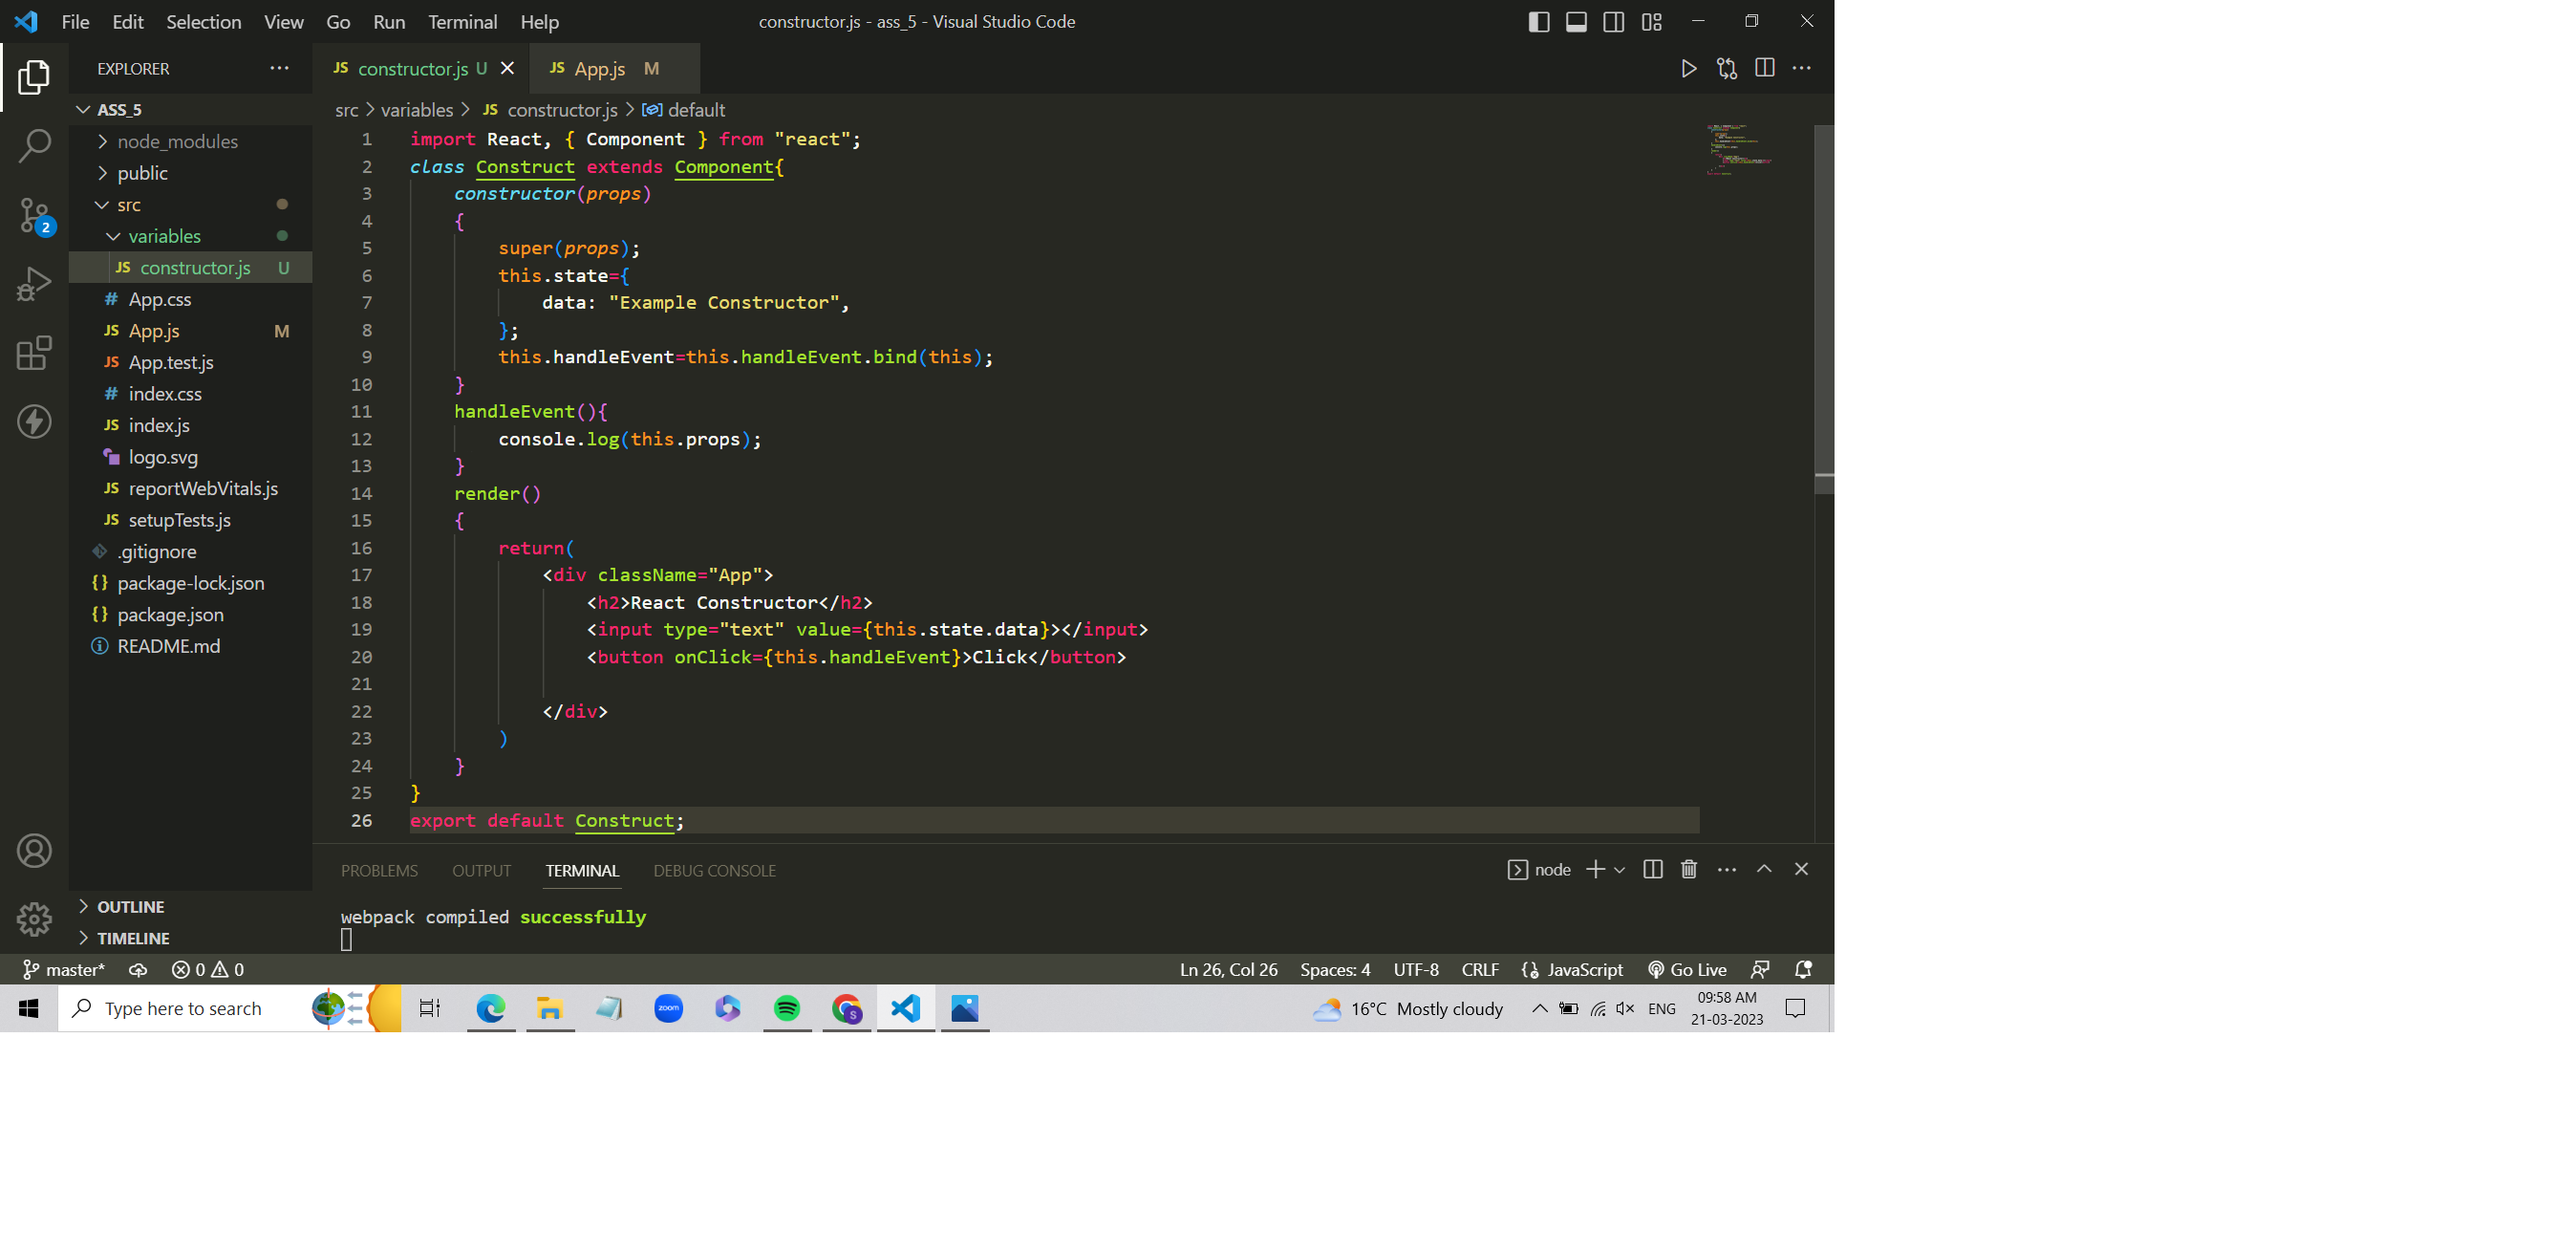 File Edit Selection View Go Run Terminal Help
constructor.js - ass_5 - Visual Studio Code
EXPLORER
ASS_5
node_modules
public
src
variables
JS constructor.js U
# App.css
JS App.js M
JS App.test.js
# index.css
JS index.js
logo.svg
JS reportWebVitals.js
JS setupTests.js
.gitignore
{} package-lock.json
{} package.json
README.md
OUTLINE
TIMELINE
2
JS constructor.js U
JS App.js M
src > variables > JS constructor.js > default
1 import React, { Component } from "react";
2 class Construct extends Component{
3 constructor(props)
4 {
5 super(props);
6 this.state={
7 data: "Example Constructor",
8 };
9 this.handleEvent=this.handleEvent.bind(this);
10 }
11 handleEvent(){
12 console.log(this.props);
13 }
14 render()
15 {
16 return(
17 <div className="App">
18 <h2>React Constructor</h2>
19 <input type="text" value={this.state.data}></input>
20 <button onClick={this.handleEvent}>Click</button>
21
22 </div>
23 )
24 }
25 }
26 export default Construct;
PROBLEMS OUTPUT TERMINAL DEBUG CONSOLE
node
webpack compiled successfully
master* 0 0
Ln 26, Col 26 Spaces: 4 UTF-8 CRLF JavaScript Go Live
Type here to search
zoom
S
16°C Mostly cloudy
ENG
09:58 AM
21-03-2023